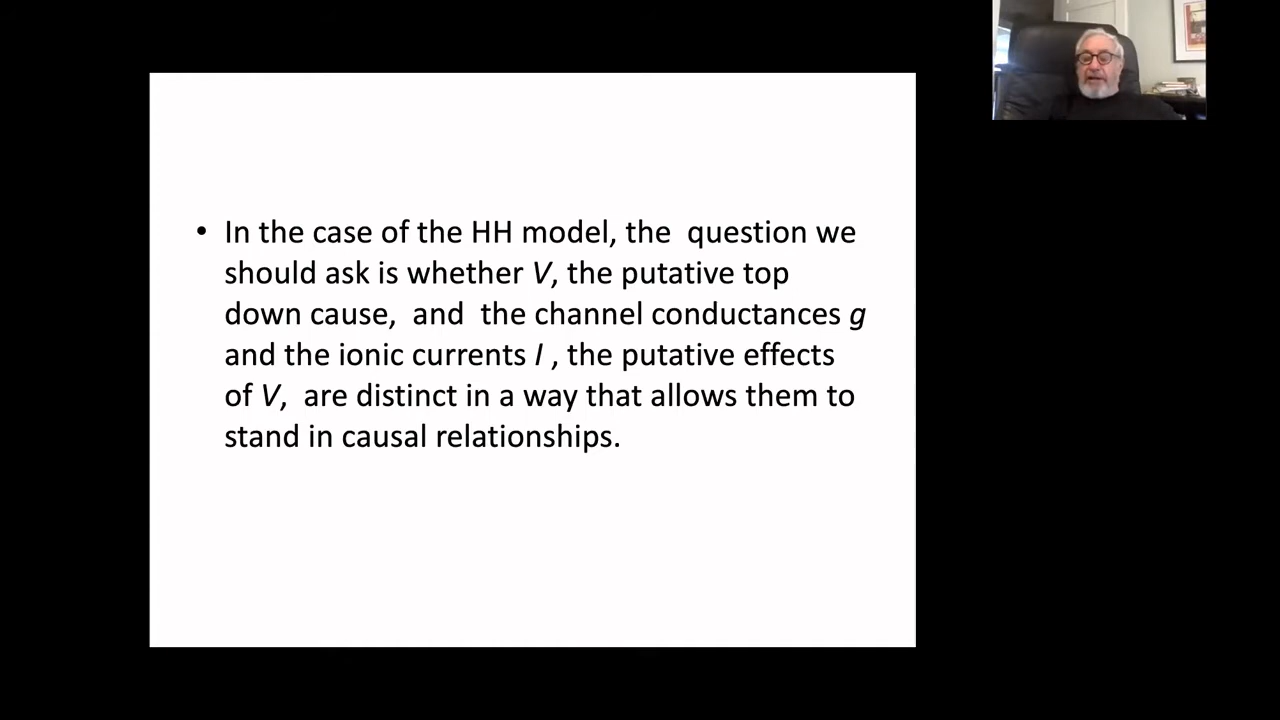 • In the case of the HH model, the  question we
should ask is whether V, the putative top
down cause,  and  the channel conductances g
and the ionic currents I , the putative effects
of V,  are distinct in a way that allows them to
stand in causal relationships.